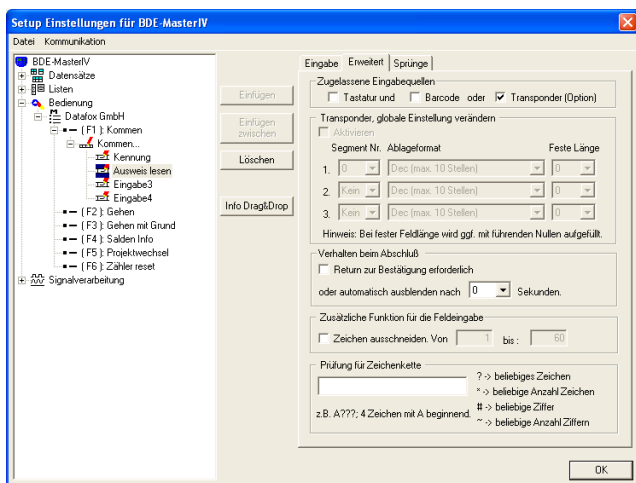 Setup Einstellungen für BDE-MasterIV
Datei Kommunikation
BDE-MasterIV
Datensätze
Listen
Bedienung
Datafox GmbH
( F1 ): Kommen
Kommen...
Kennung
Ausweis lesen
Eingabe3
Eingabe4
( F2 ): Gehen
( F3 ): Gehen mit Grund
( F4 ): Salden Info
( F5 ): Projektwechsel
( F6 ): Zähler reset
Signalverarbeitung
Einfügen
Einfügen
zwischen
Löschen
Info Drag&Drop
Eingabe Erweitert Sprünge
Zugelassene Eingabequellen
Tastatur und Barcode oder Transponder (Option)
Transponder, globale Einstellung verändern
Aktivieren
Segment Nr. Ablageformat Feste Länge
1. 0 Dec (max. 10 Stellen) 0
2. Kein Dec (max. 10 Stellen) 0
3. Kein Dec (max. 10 Stellen) 0
Hinweis: Bei fester Feldlänge wird ggf. mit führenden Nullen aufgefüllt.
Verhalten beim Abschluß
Return zur Bestätigung erforderlich
oder automatisch ausblenden nach 0 Sekunden.
Zusätzliche Funktion für die Feldeingabe
Zeichen ausschneiden. Von 1 bis : 60
Prüfung für Zeichenkette
? -> beliebiges Zeichen
* -> beliebige Anzahl Zeichen
# -> beliebige Ziffer
~ -> beliebige Anzahl Ziffern
z.B. A???; 4 Zeichen mit A beginnend.
OK